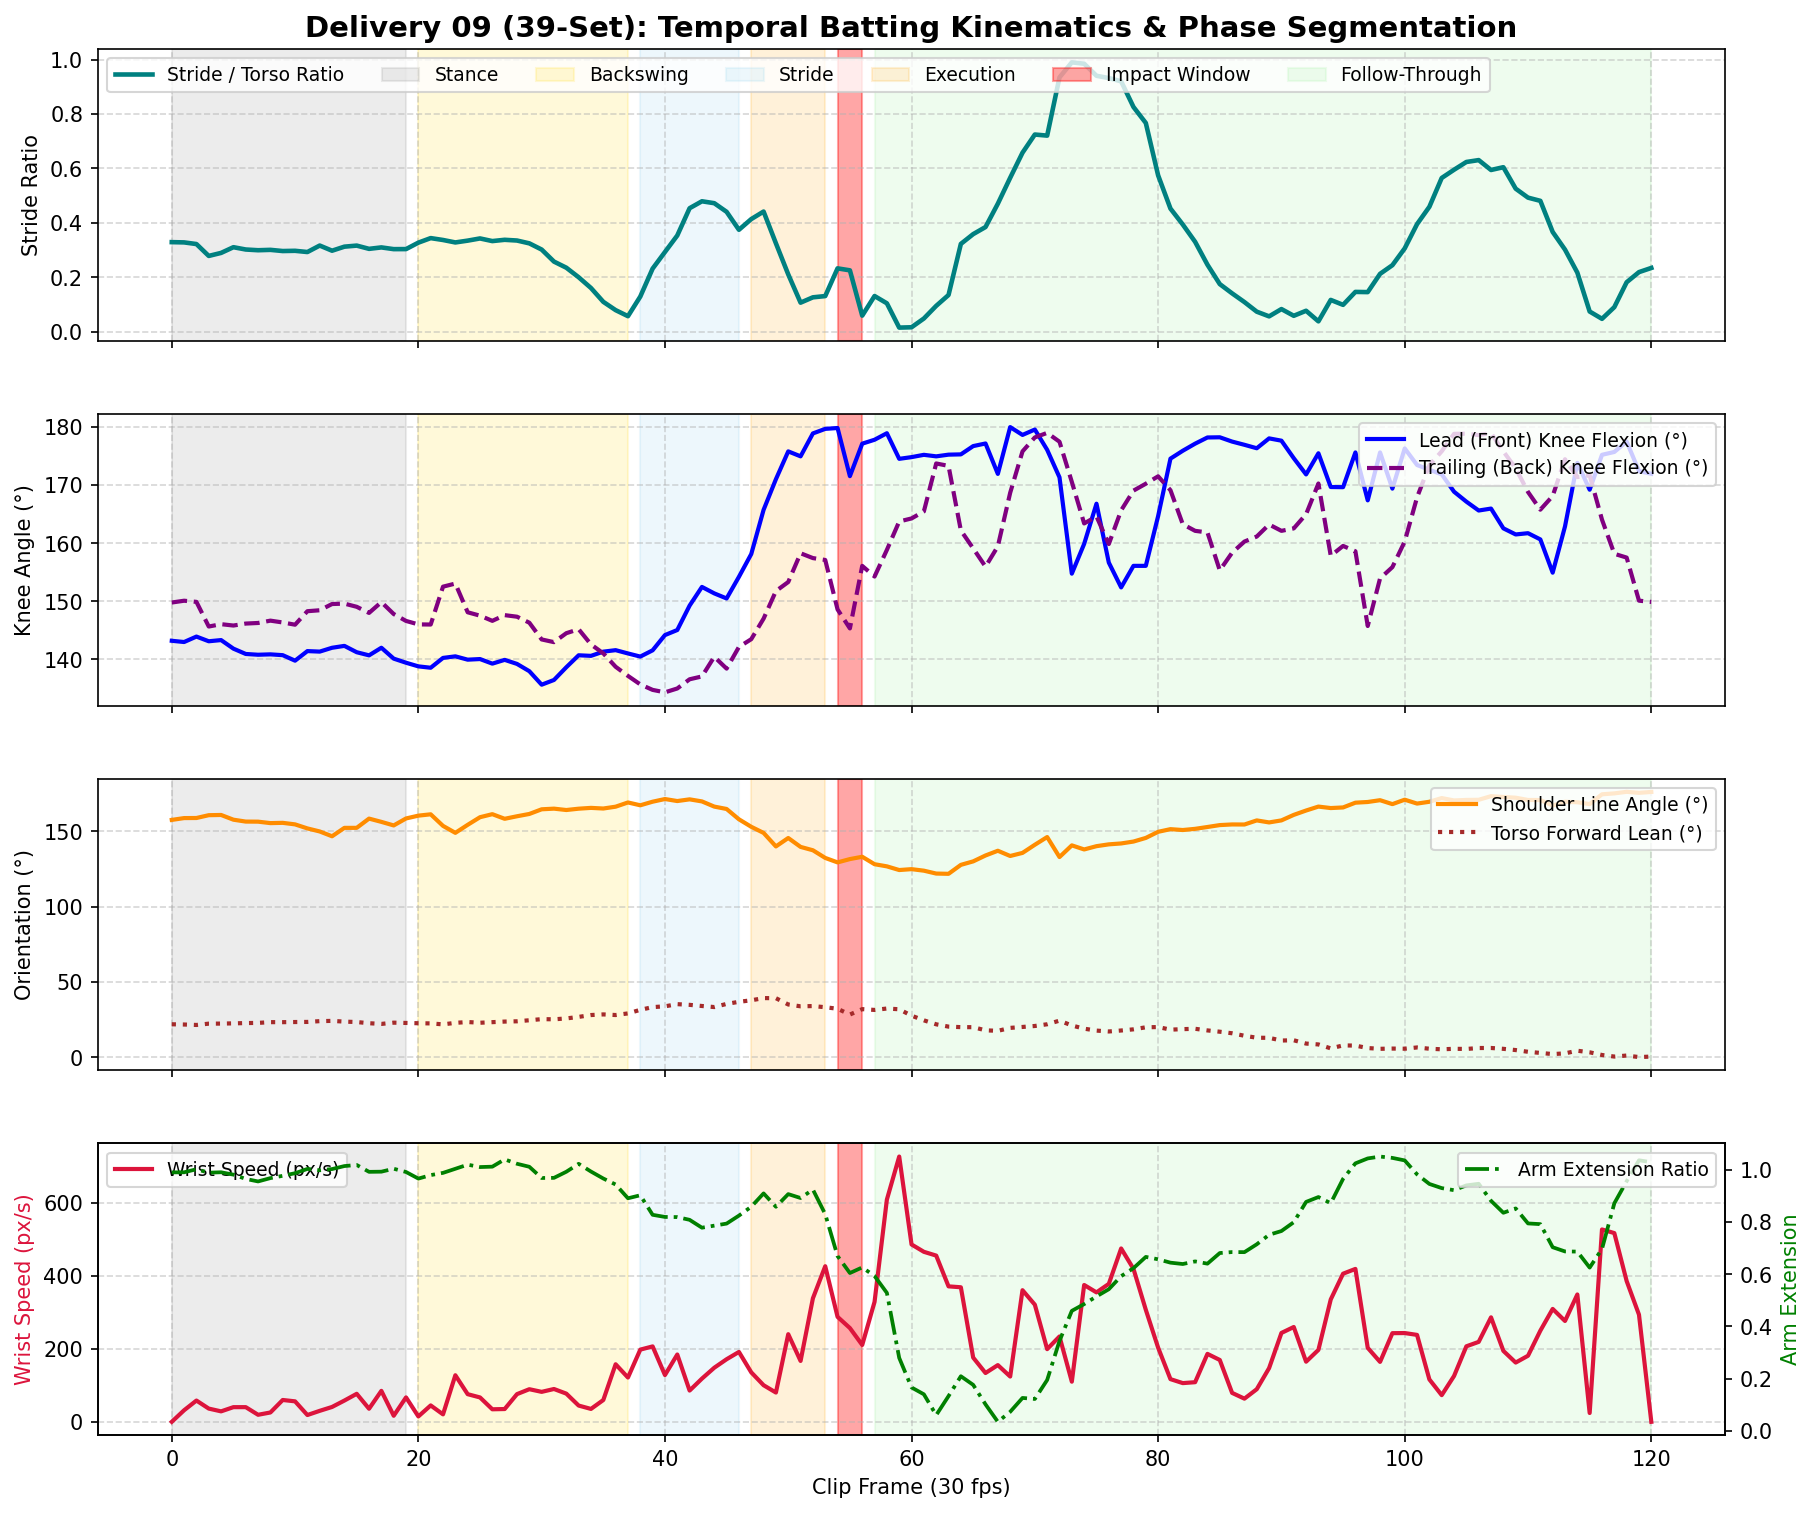 Delivery 09 (39-Set): Temporal Batting Kinematics & Phase Segmentation
Stride / Torso Ratio Stance Backswing Stride Execution Impact Window Follow-Through
Stride Ratio
1.0
0.8
0.6
0.4
0.2
0.0
Lead (Front) Knee Flexion (°)
Trailing (Back) Knee Flexion (°)
Knee Angle (°)
180
170
160
150
140
Shoulder Line Angle (°)
Torso Forward Lean (°)
Orientation (°)
150
100
50
0
Wrist Speed (px/s)
Arm Extension Ratio
Wrist Speed (px/s)
600
400
200
0
1.0
0.8
0.6
0.4
0.2
0.0
Arm Extension
0 20 40 60 80 100 120
Clip Frame (30 fps)